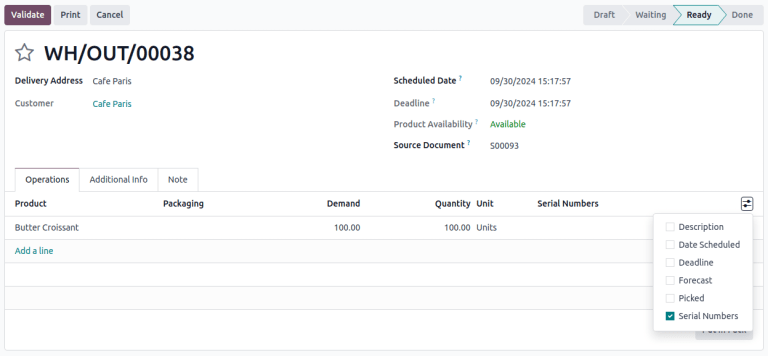 Validate Print Cancel Draft Waiting Ready Done
WH/OUT/00038
Delivery Address Cafe Paris Scheduled Date ? 09/30/2024 15:17:57
Customer Cafe Paris Deadline ? 09/30/2024 15:17:57
Product Availability ? Available
Source Document ? S00093
Operations Additional Info Note
Product Packaging Demand Quantity Unit Serial Numbers
Butter Croissant 100.00 100.00 Units
Add a line
Description
Date Scheduled
Deadline
Forecast
Picked
Serial Numbers